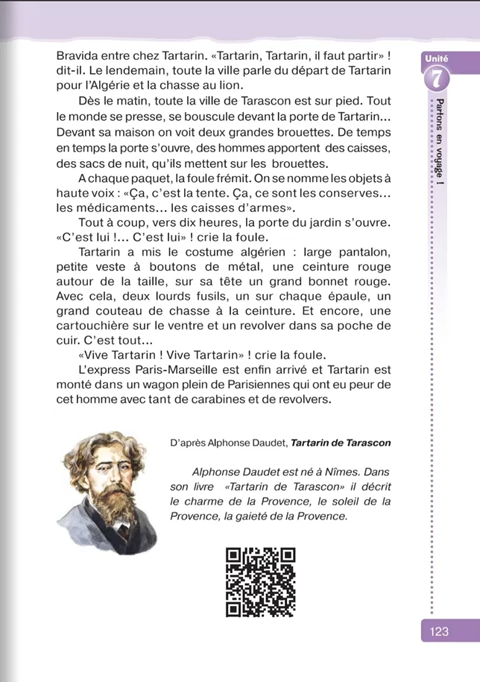 Bravida entre chez Tartarin. «Tartarin, Tartarin, il faut partir» !
dit-il. Le lendemain, toute la ville parle du départ de Tartarin
pour l'Algérie et la chasse au lion.
Dès le matin, toute la ville de Tarascon est sur pied. Tout
le monde se presse, se bouscule devant la porte de Tartarin...
Devant sa maison on voit deux grandes brouettes. De temps
en temps la porte s'ouvre, des hommes apportent des caisses,
des sacs de nuit, qu'ils mettent sur les brouettes.
A chaque paquet, la foule frémit. On se nomme les objets à
haute voix : «Ça, c'est la tente. Ça, ce sont les conserves...
les médicaments... les caisses d'armes».
Tout à coup, vers dix heures, la porte du jardin s'ouvre.
«C'est lui !... C'est lui» ! crie la foule.
Tartarin a mis le costume algérien : large pantalon,
petite veste à boutons de métal, une ceinture rouge
autour de la taille, sur sa tête un grand bonnet rouge.
Avec cela, deux lourds fusils, un sur chaque épaule, un
grand couteau de chasse à la ceinture. Et encore, une
cartouchière sur le ventre et un revolver dans sa poche de
cuir. C'est tout...
«Vive Tartarin ! Vive Tartarin» ! crie la foule.
L'express Paris-Marseille est enfin arrivé et Tartarin est
monté dans un wagon plein de Parisiennes qui ont eu peur de
cet homme avec tant de carabines et de revolvers.
D'après Alphonse Daudet, Tartarin de Tarascon
Alphonse Daudet est né à Nîmes. Dans
son livre «Tartarin de Tarascon» il décrit
le charme de la Provence, le soleil de la
Provence, la gaieté de la Provence.
Unité
7
Partons en voyage !
123